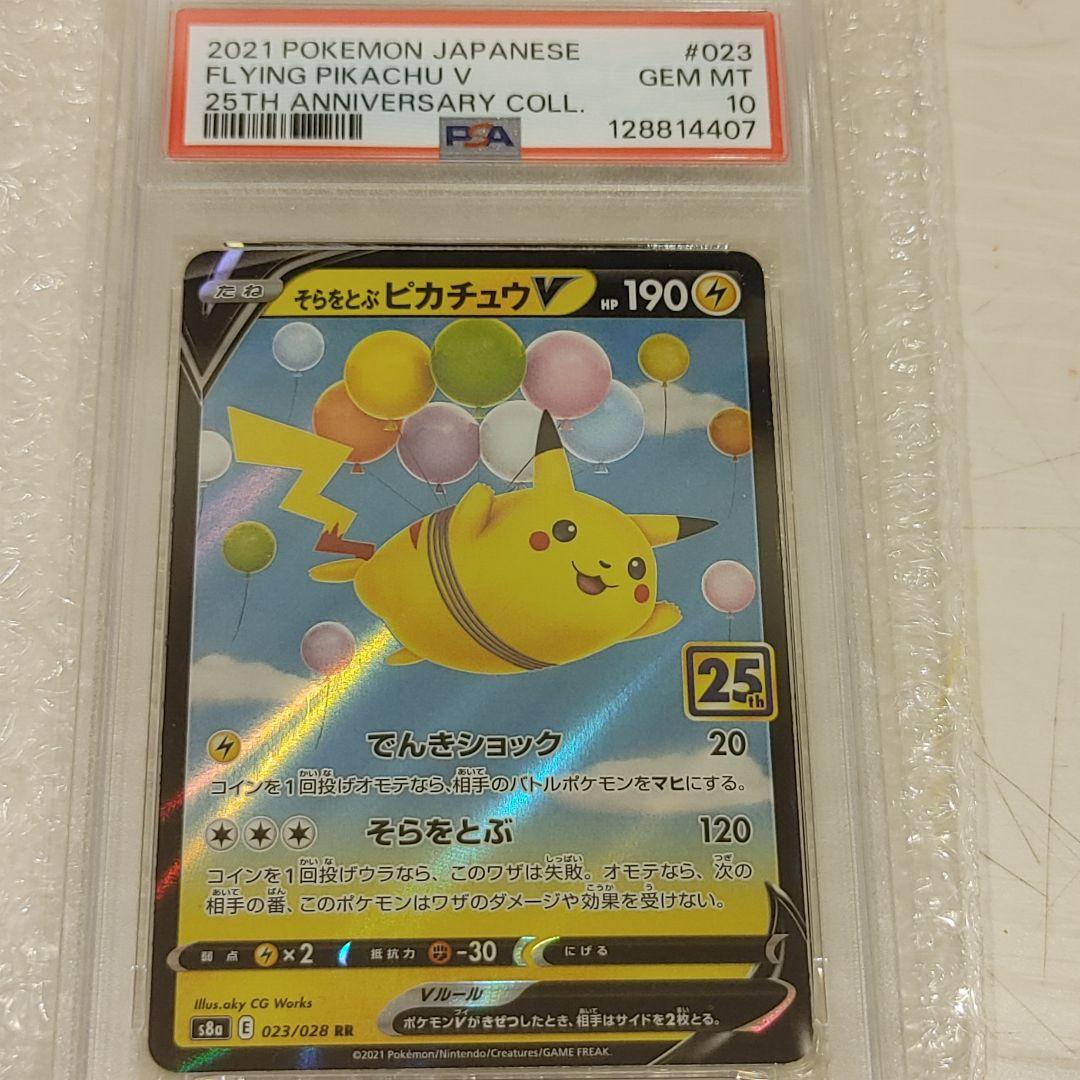 2021 POKEMON JAPANESE #023
FLYING PIKACHU V GEM MT
25TH ANNIVERSARY COLL. 10
PSA 128814407
たね そらをとぶピカチュウV HP 190
25th
でんきショック 20
コインを1回投げオモテなら、相手のバトルポケモンをマヒにする。
そらをとぶ 120
コインを1回投げウラなら、このワザは失敗。オモテなら、次の
相手の番、このポケモンはワザのダメージや効果を受けない。
弱点 ×2 抵抗力 -30 にげる
Illus.aky CG Works
Vルール
ポケモンVがきぜつしたとき、相手はサイドを2枚とる。
s8a E 023/028 RR
©2021 Pokémon/Nintendo/Creatures/GAME FREAK.